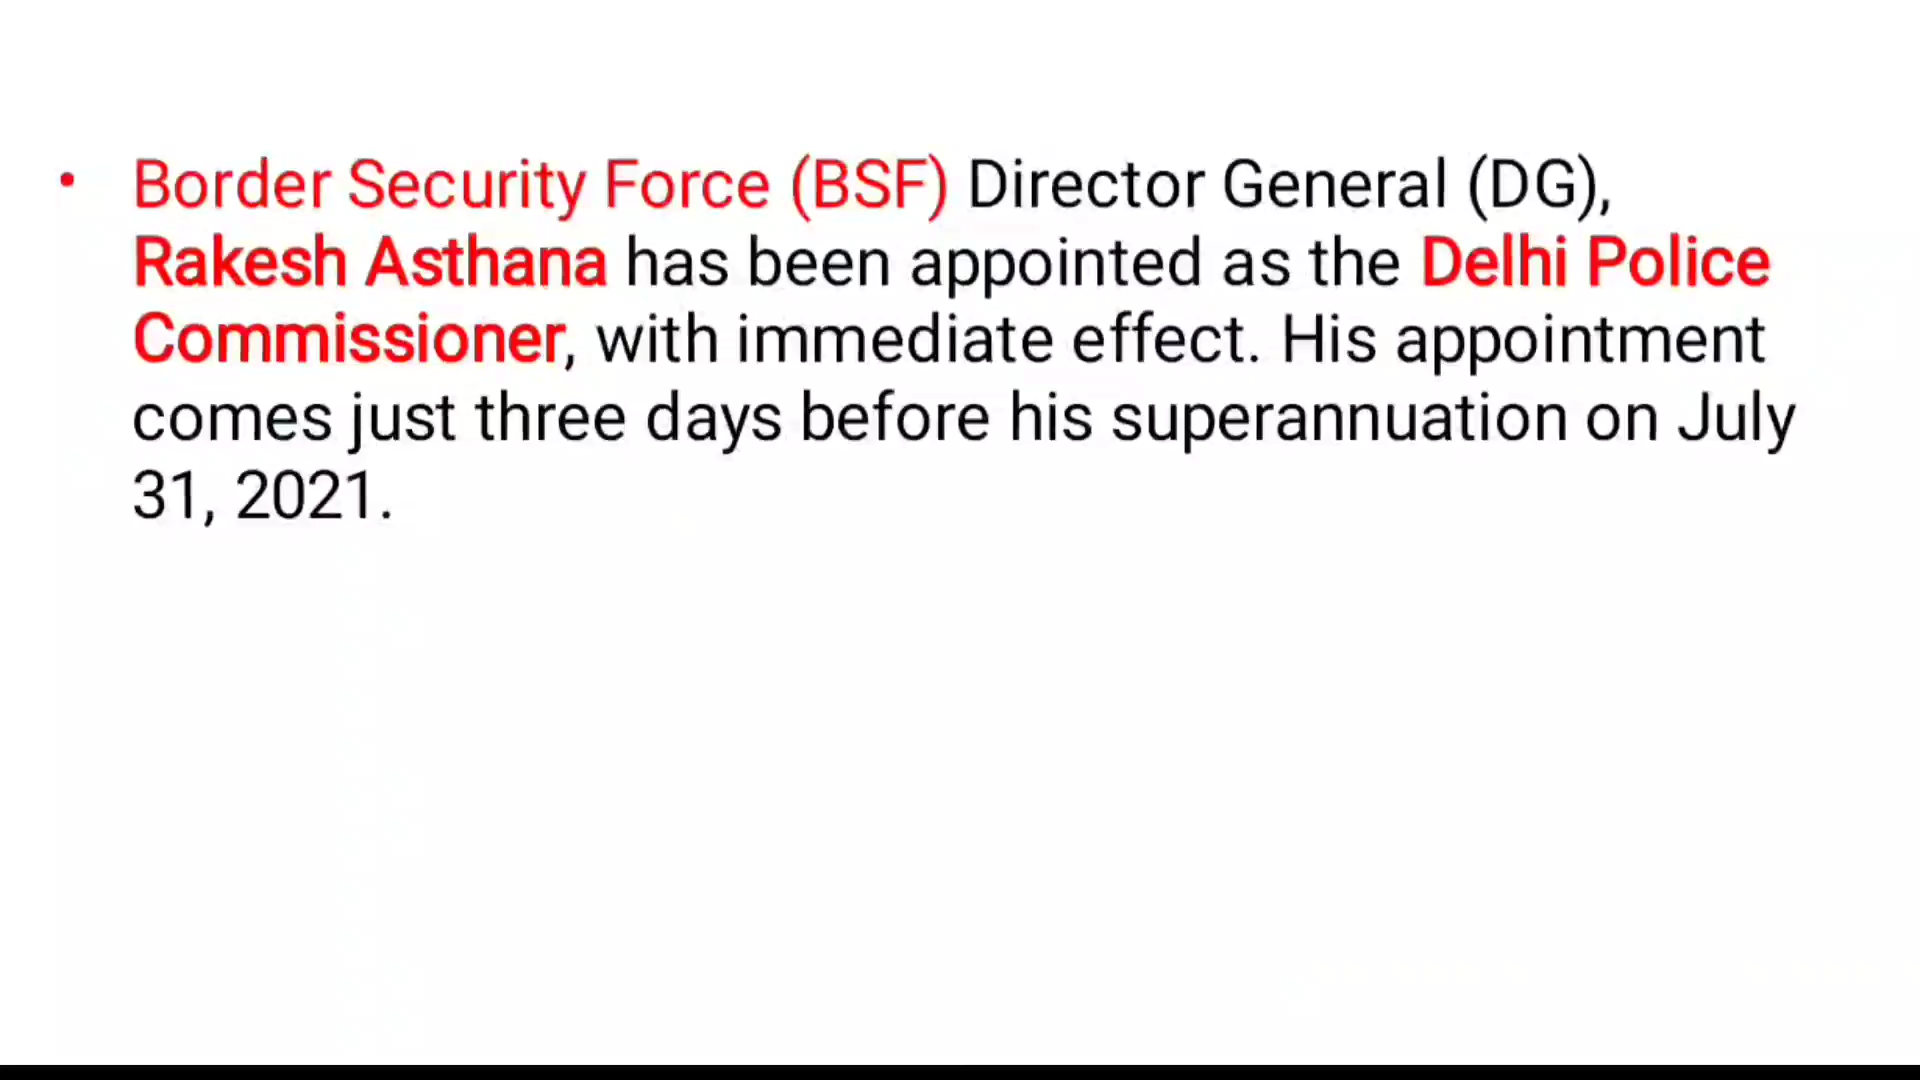 • Border Security Force (BSF) Director General (DG),
Rakesh Asthana has been appointed as the Delhi Police
Commissioner, with immediate effect. His appointment
comes just three days before his superannuation on July
31, 2021.